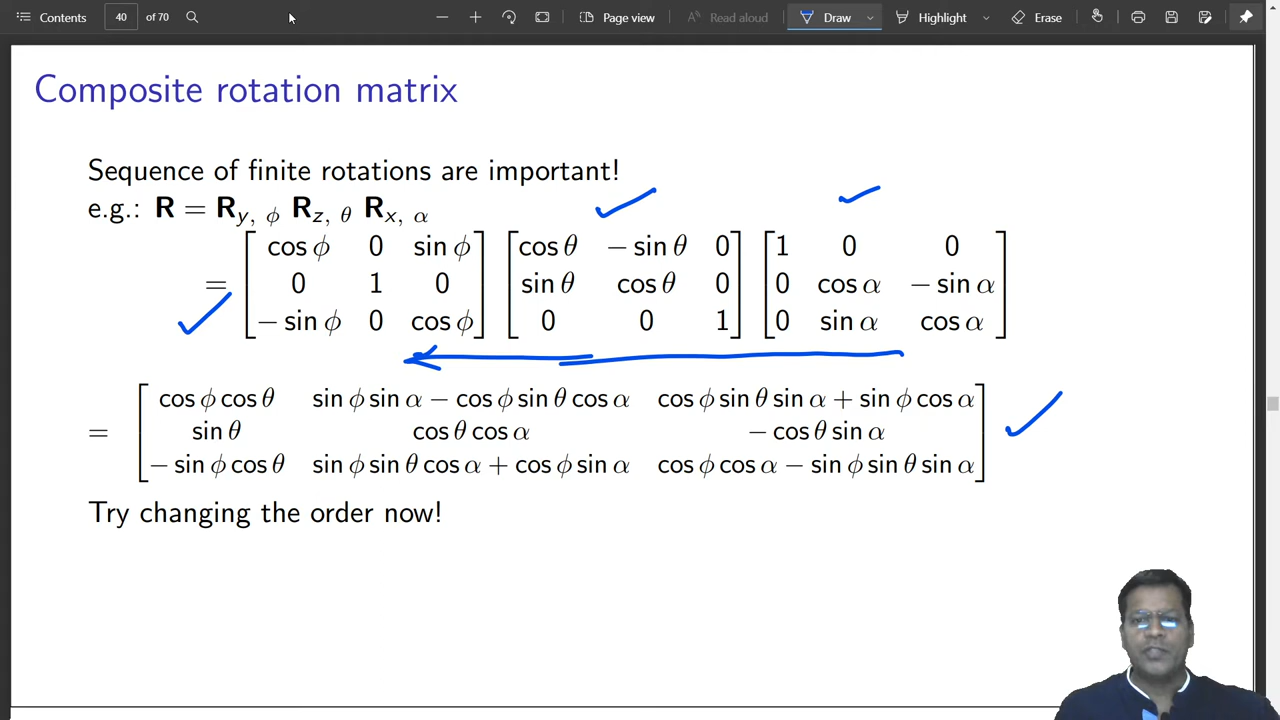 Contents 40 of 70 Page view Read aloud Draw Highlight Erase
Composite rotation matrix
Sequence of finite rotations are important!
e.g.: R = R_{y, ϕ} R_{z, θ} R_{x, α}
= [cos ϕ 0 sin ϕ; 0 1 0; − sin ϕ 0 cos ϕ] [cos θ − sin θ 0; sin θ cos θ 0; 0 0 1] [1 0 0; 0 cos α − sin α; 0 sin α cos α]
= [cos ϕ cos θ sin ϕ sin α − cos ϕ sin θ cos α cos ϕ sin θ sin α + sin ϕ cos α; sin θ cos θ cos α − cos θ sin α; − sin ϕ cos θ sin ϕ sin θ cos α + cos ϕ sin α cos ϕ cos α − sin ϕ sin θ sin α]
Try changing the order now!